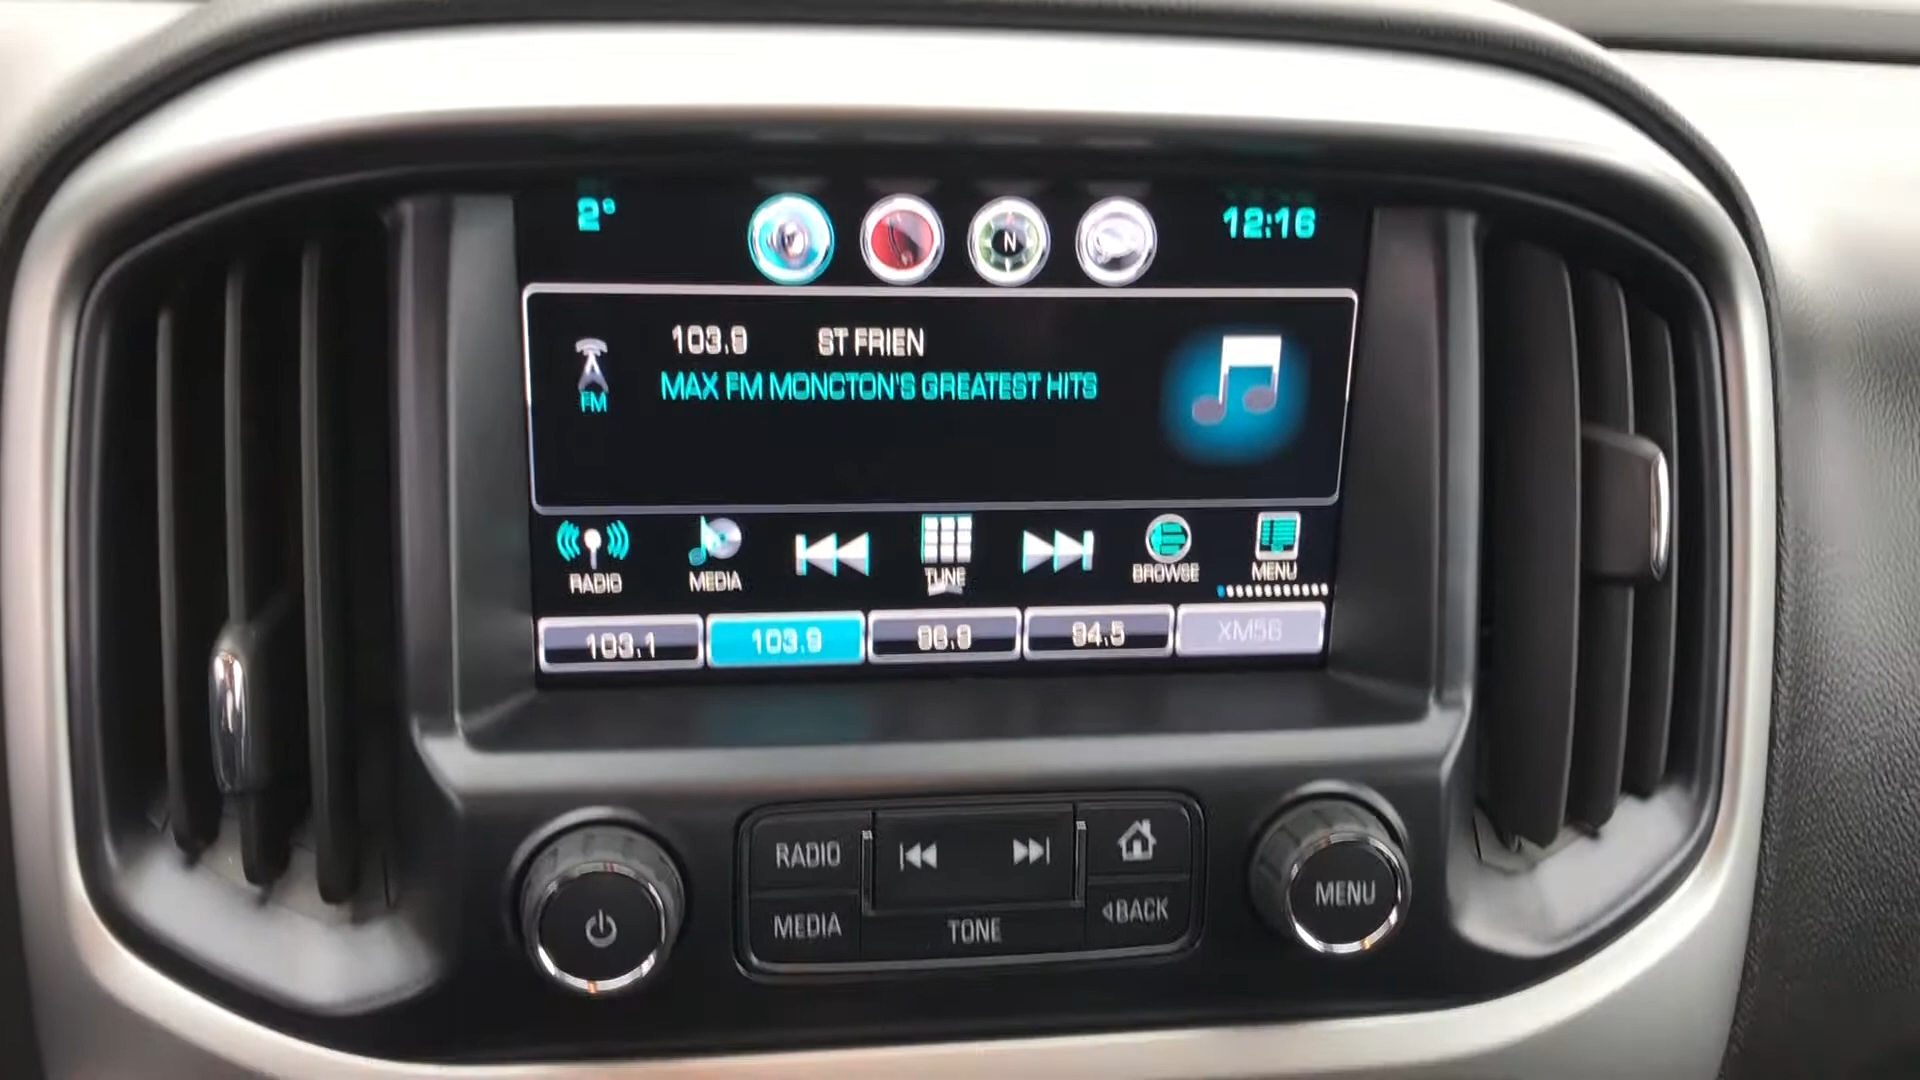 2° N 12:16
103.9 ST FRIEN
MAX FM MONCTON'S GREATEST HITS
FM
RADIO MEDIA TUNE BROWSE MENU
103.1 103.9 96.9 94.5 XM56
RADIO
MEDIA TONE BACK
MENU